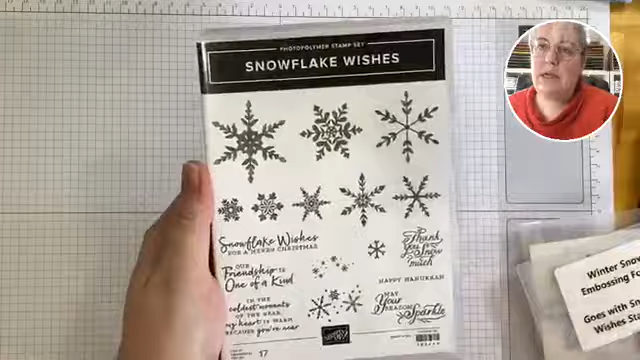 PHOTOPOLYMER STAMP SET
SNOWFLAKE WISHES
Snowflake Wishes
FOR A MERRY CHRISTMAS
OUR
Friendship is
One of a Kind
IN THE
coldest moments
OF THE YEAR,
my heart IS WARM
BECAUSE you're near
Thank
You Snow
much
HAPPY HANUKKAH
MAY
Your
SEASON
Sparkle
17
Winter Snow
Embossing Fo
Goes with S
Wishes Sta